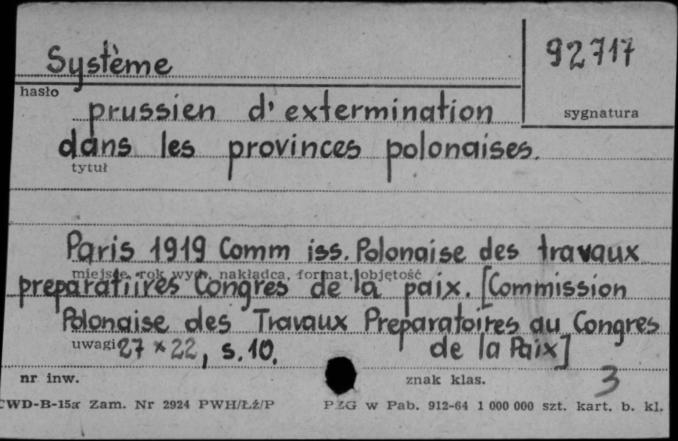 Système
92717
hasło
sygnatura
prussien d'extermination
dans les provinces polonaises.
tytuł
Paris 1919 Comm iss. Polonaise des travaux
miejsce, rok wyd., nakładca, format, objętość
preparatiires Congres de la paix. [Commission
Polonaise des Travaux Preparatoires au Congres
uwagi 27 × 22, s. 10. de la Paix]
nr inw.
znak klas. 3
CWD-B-15a Zam. Nr 2924 PWH/Łź/P PZG w Pab. 912-64 1 000 000 szt. kart. b. kl.